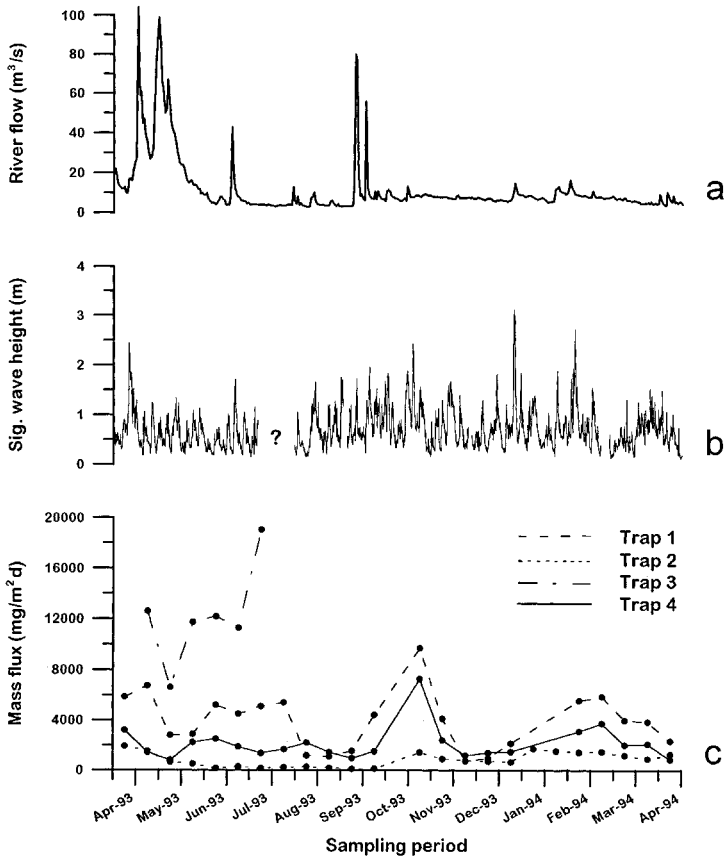 River flow (m³/s)
100
80
60
40
20
0
a
Sig. wave height (m)
4
3
2
1
0
?
b
Mass flux (mg/m² d)
20000
16000
12000
8000
4000
0
Trap 1
Trap 2
Trap 3
Trap 4
c
Apr-93
May-93
Jun-93
Jul-93
Aug-93
Sep-93
Oct-93
Nov-93
Dec-93
Jan-94
Feb-94
Mar-94
Apr-94
Sampling period